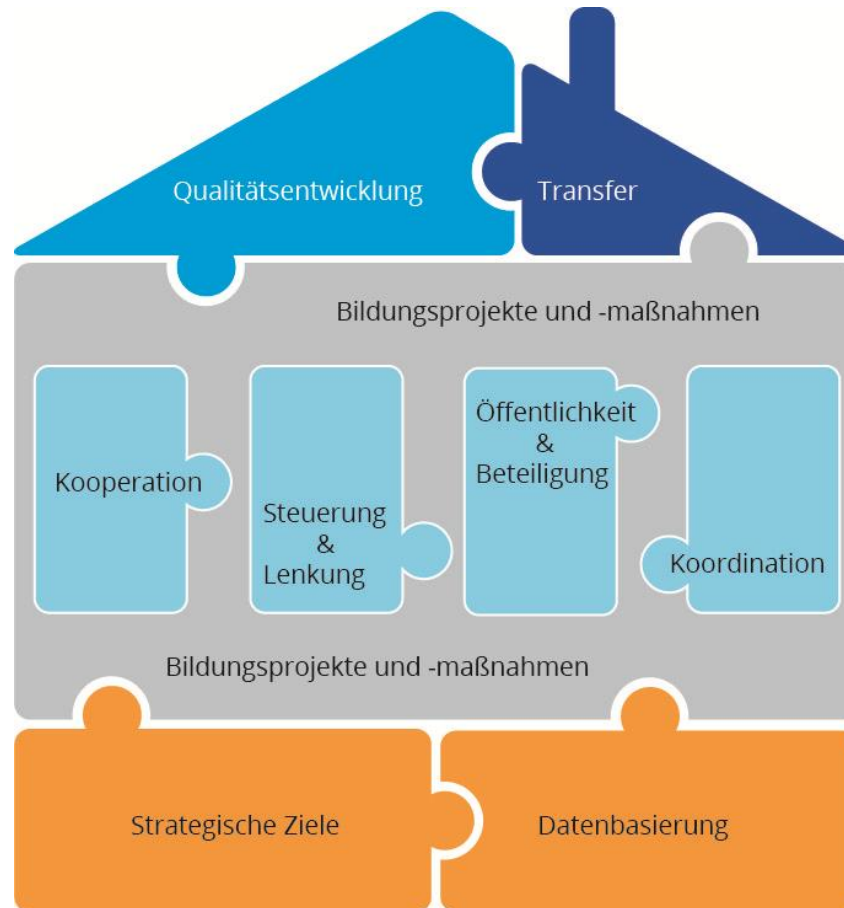 Qualitätsentwicklung
Transfer
Bildungsprojekte und -maßnahmen
Kooperation
Steuerung
&
Lenkung
Öffentlichkeit
&
Beteiligung
Koordination
Bildungsprojekte und -maßnahmen
Strategische Ziele
Datenbasierung